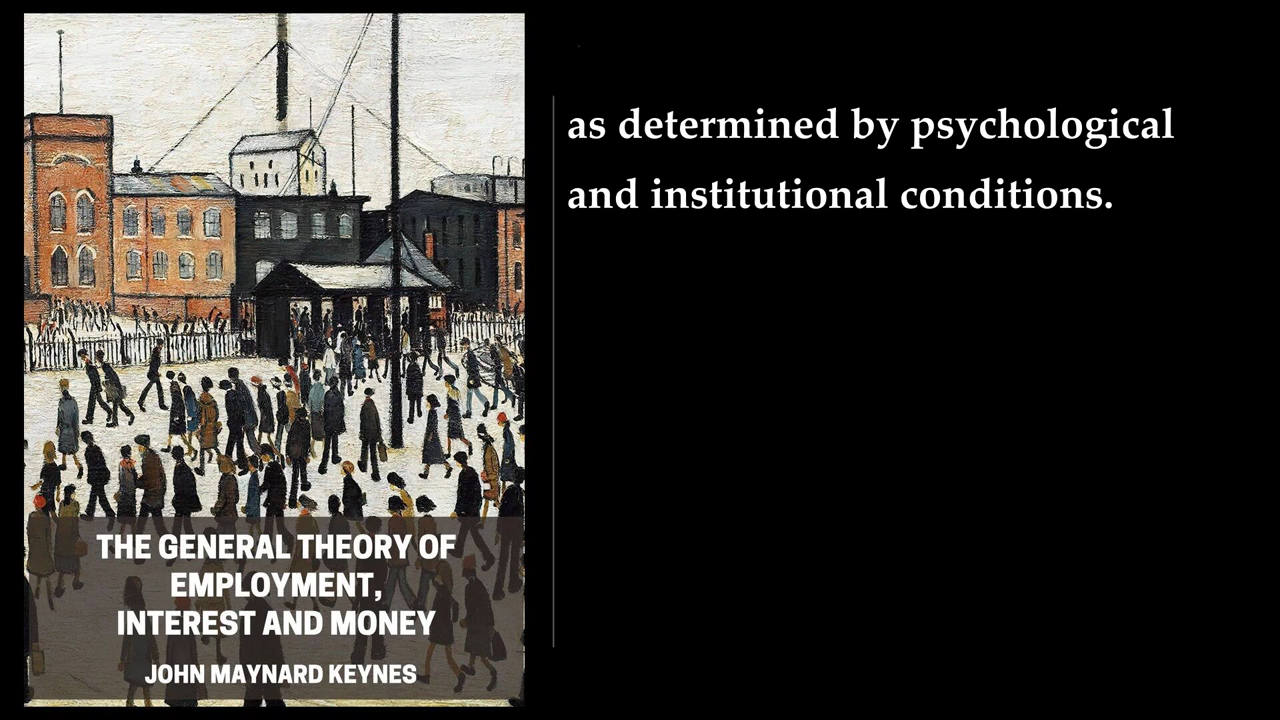 THE GENERAL THEORY OF
EMPLOYMENT,
INTEREST AND MONEY
JOHN MAYNARD KEYNES
as determined by psychological
and institutional conditions.